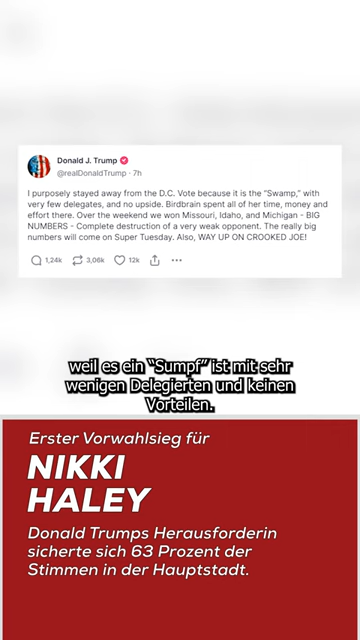 Donald J. Trump
@realDonaldTrump · 7h
I purposely stayed away from the D.C. Vote because it is the “Swamp,” with
very few delegates, and no upside. Birdbrain spent all of her time, money and
effort there. Over the weekend we won Missouri, Idaho, and Michigan - BIG
NUMBERS - Complete destruction of a very weak opponent. The really big
numbers will come on Super Tuesday. Also, WAY UP ON CROOKED JOE!
1,24k 3,06k 12k
weil es ein “Sumpf” ist mit sehr
wenigen Delegierten und keinen
Vorteilen.
Erster Vorwahlsieg für
NIKKI
HALEY
Donald Trumps Herausforderin
sicherte sich 63 Prozent der
Stimmen in der Hauptstadt.